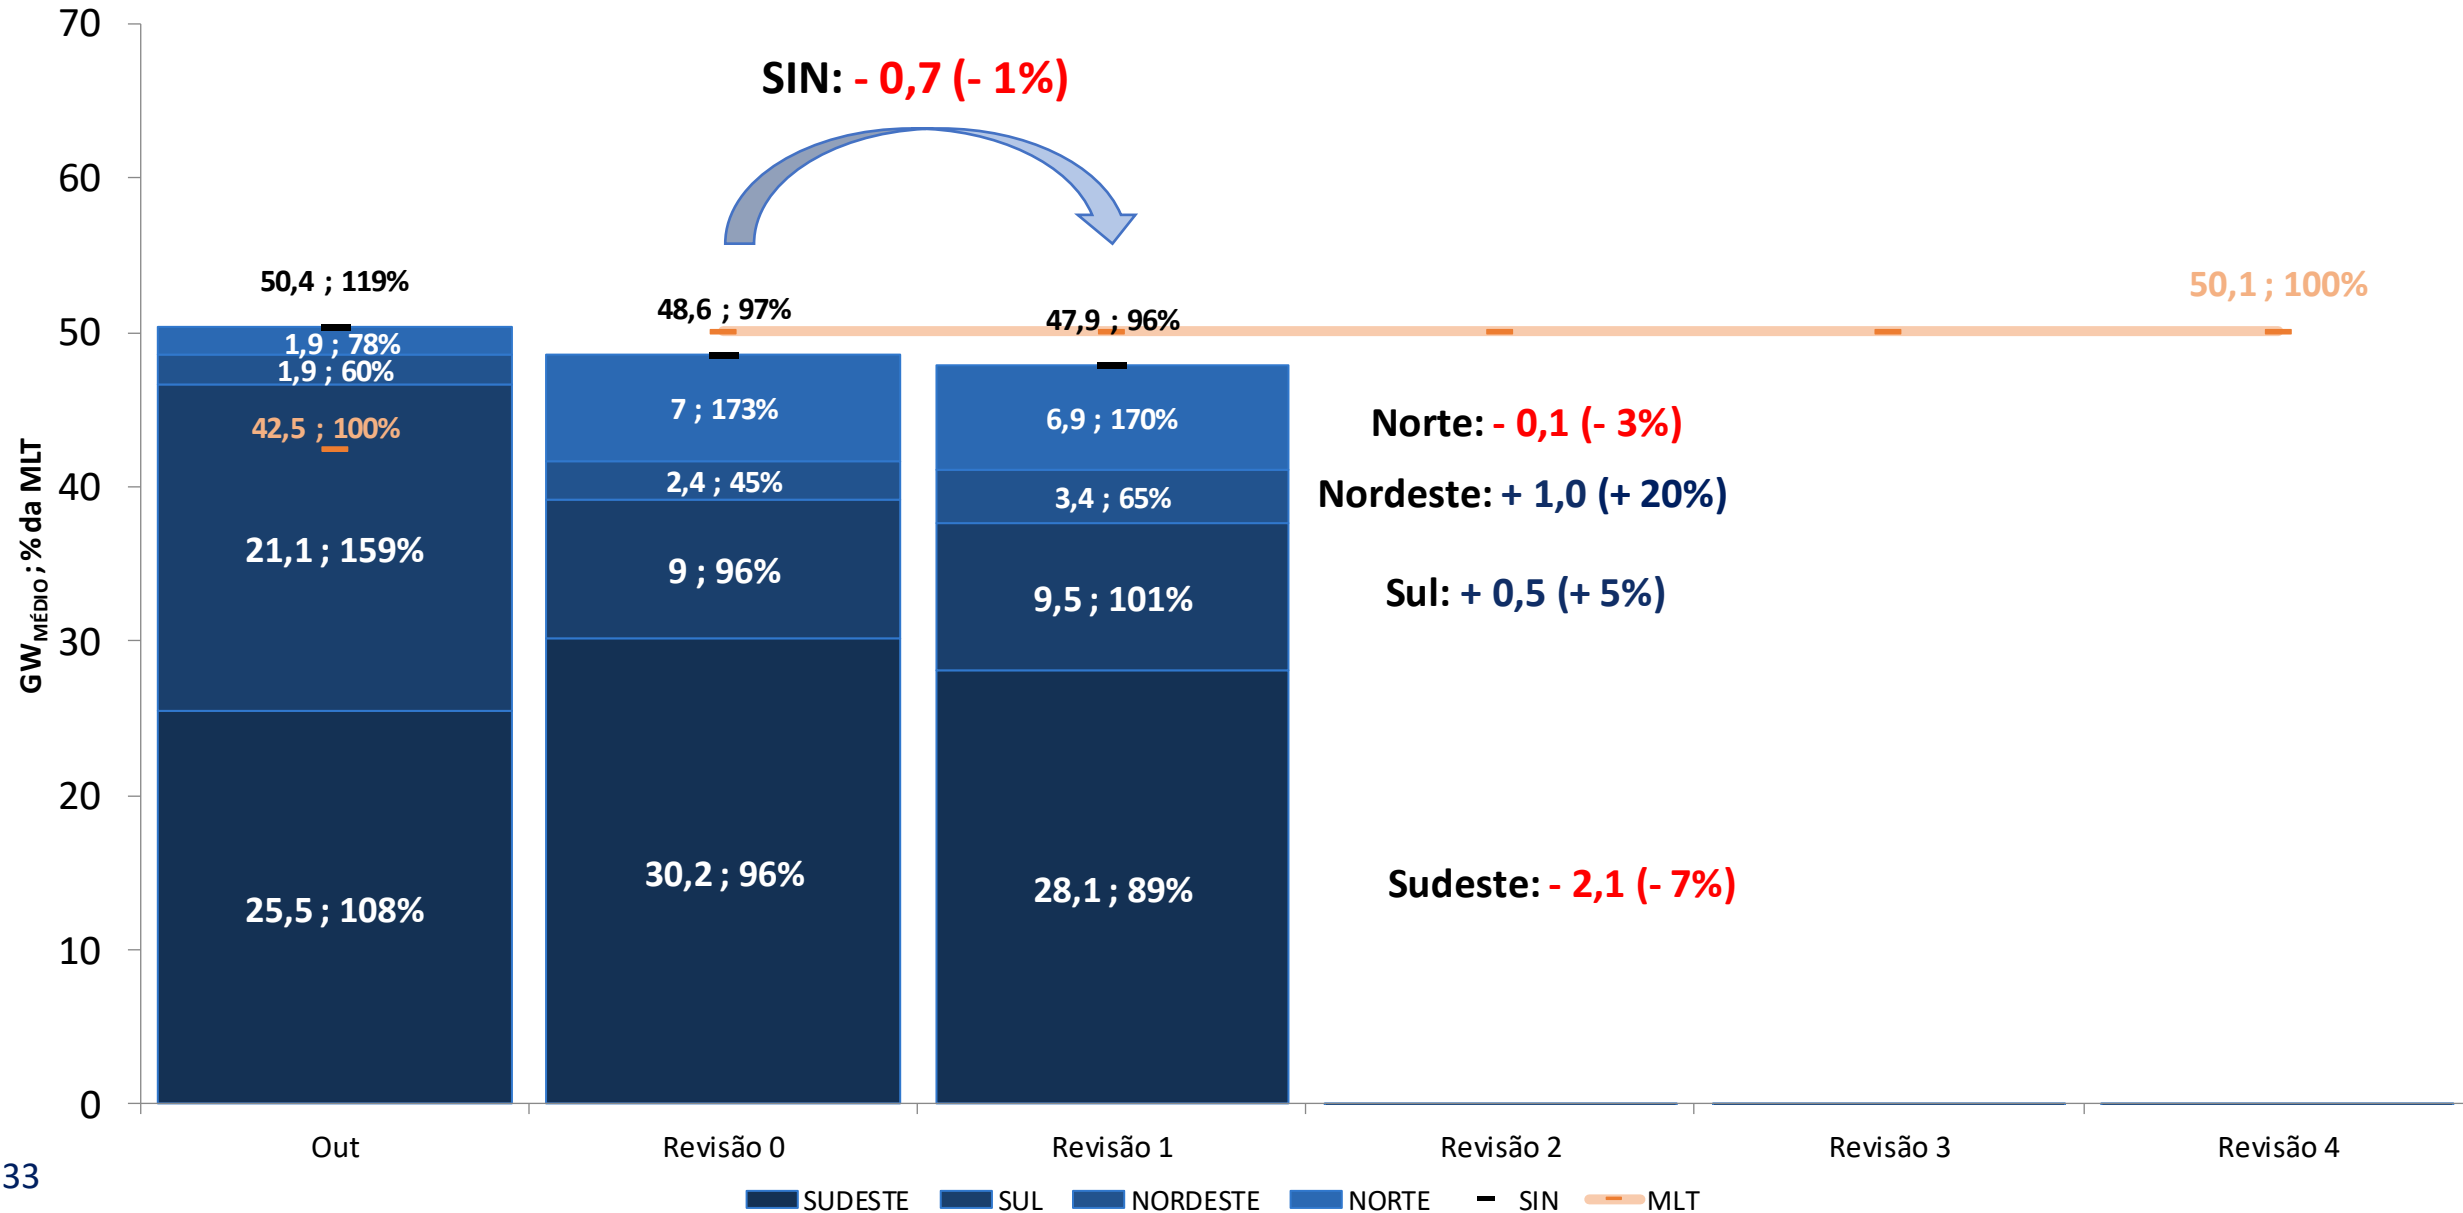 70
SIN: - 0,7 (- 1%)
60
50,4 ; 119%
48,6 ; 97%
47,9 ; 96%
50,1 ; 100%
50
1,9 ; 78%
1,9 ; 60%
42,5 ; 100%
7 ; 173%
6,9 ; 170%
Norte: - 0,1 (- 3%)
40
2,4 ; 45%
3,4 ; 65%
Nordeste: + 1,0 (+ 20%)
GW MÉDIO ; % da MLT
21,1 ; 159%
9 ; 96%
9,5 ; 101%
Sul: + 0,5 (+ 5%)
30
20
25,5 ; 108%
30,2 ; 96%
28,1 ; 89%
Sudeste: - 2,1 (- 7%)
10
0
Out
Revisão 0
Revisão 1
Revisão 2
Revisão 3
Revisão 4
33
SUDESTE
SUL
NORDESTE
NORTE
SIN
MLT